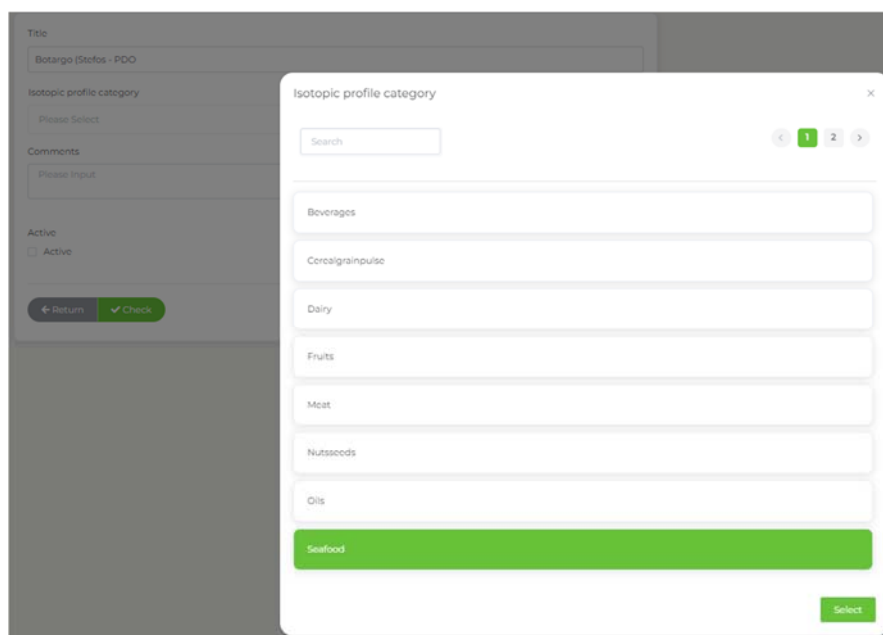 Title
Botargo (Stefos - PDO
Isotopic profile category
Please Select
Comments
Please Input
Active
Active
Return
Check
Isotopic profile category
Search
1 2
Beverages
Cerealgrainpulse
Dairy
Fruits
Meat
Nutsseeds
Oils
Seafood
Select